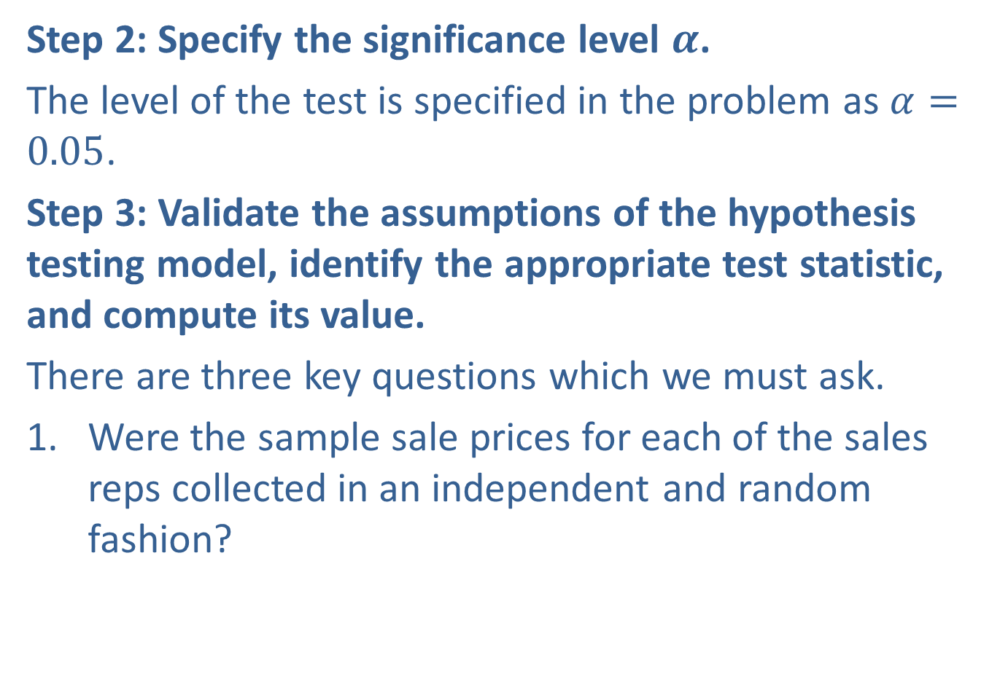 Step 2: Specify the significance level 𝜶.
The level of the test is specified in the problem as 𝛼 =
0.05.
Step 3: Validate the assumptions of the hypothesis
testing model, identify the appropriate test statistic,
and compute its value.
There are three key questions which we must ask.
1. Were the sample sale prices for each of the sales
reps collected in an independent and random
fashion?